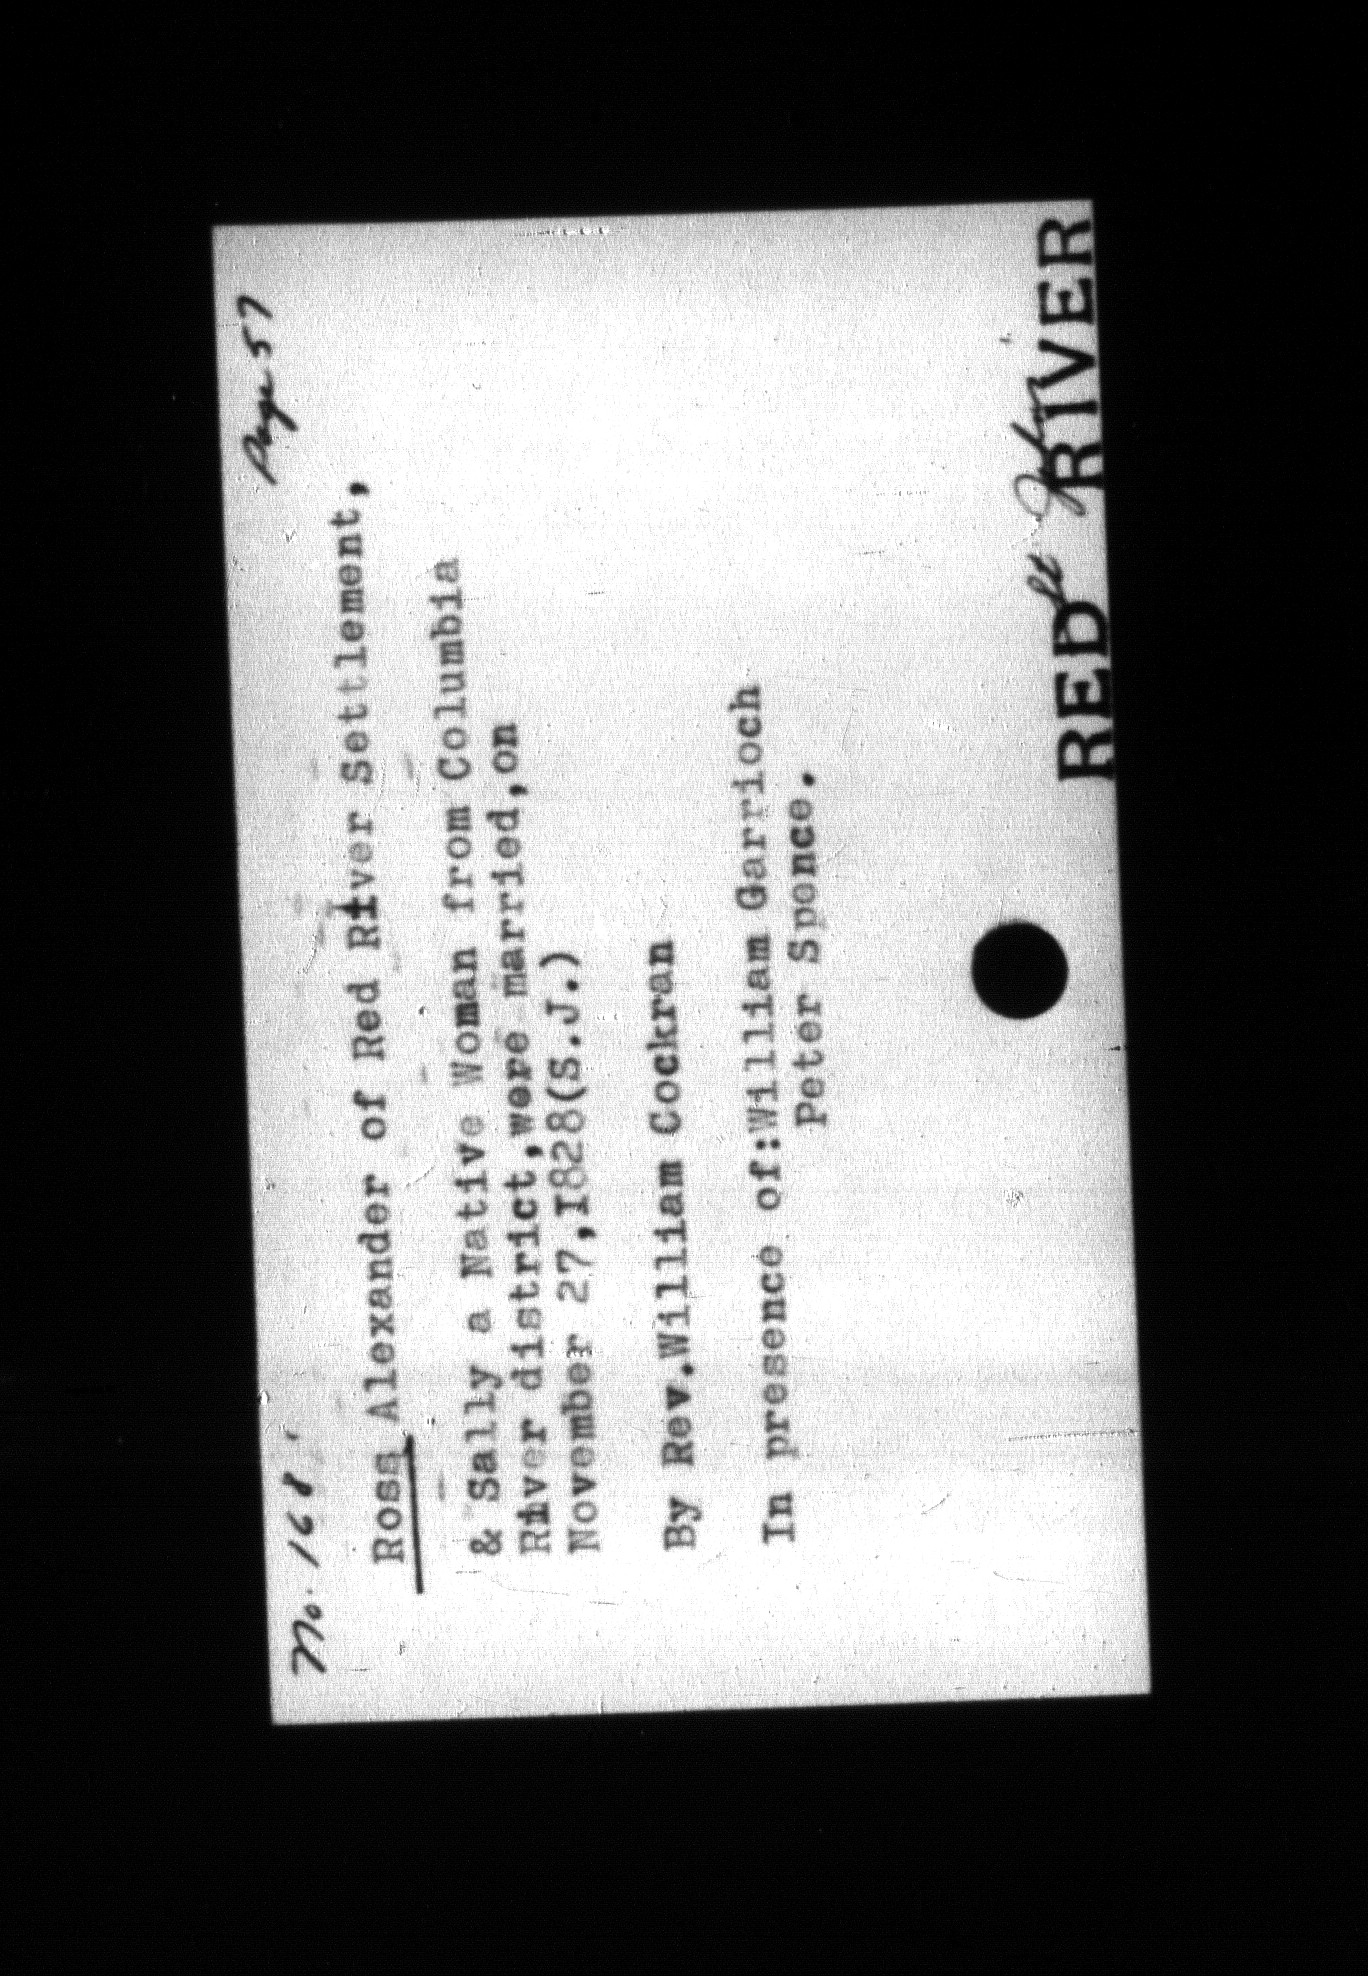 No. 168 Page 57
Ross Alexander of Red River Settlement,
& Sally a Native Woman from Columbia
River district,were married,on
November 27,I828(S.J.)
By Rev.William Cockran
In presence of:William Garrioch
Peter Sponce.
St John
RED RIVER